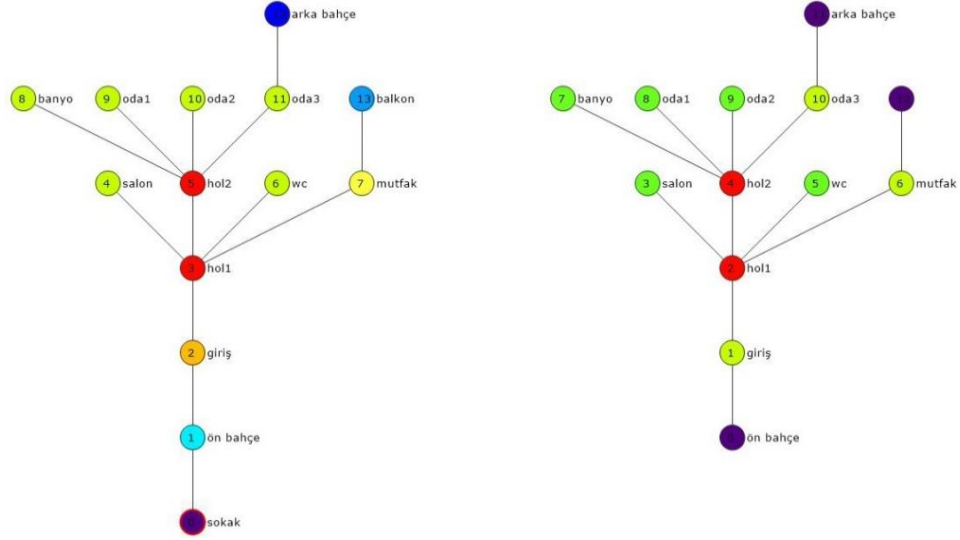 arka bahçe arka bahçe
8 banyo 9 oda1 10 oda2 11 oda3 13 balkon 7 banyo 8 oda1 9 oda2 10 oda3
4 salon 5 hol2 6 wc 7 mutfak 3 salon 4 hol2 5 wc 6 mutfak
3 hol1 2 hol1
2 giriş 1 giriş
1 ön bahçe ön bahçe
0 sokak